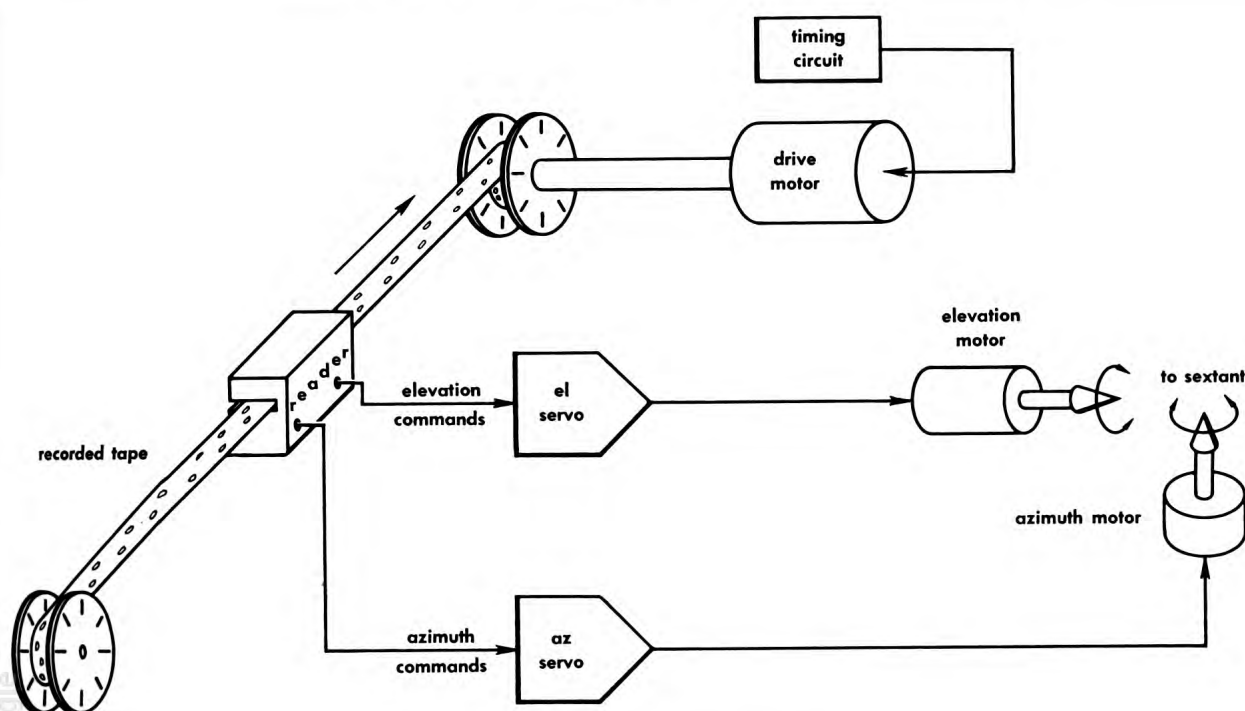 timing
circuit
drive
motor
elevation
motor
reader
elevation
commands
el
servo
to sextant
recorded tape
azimuth motor
azimuth
commands
az
servo